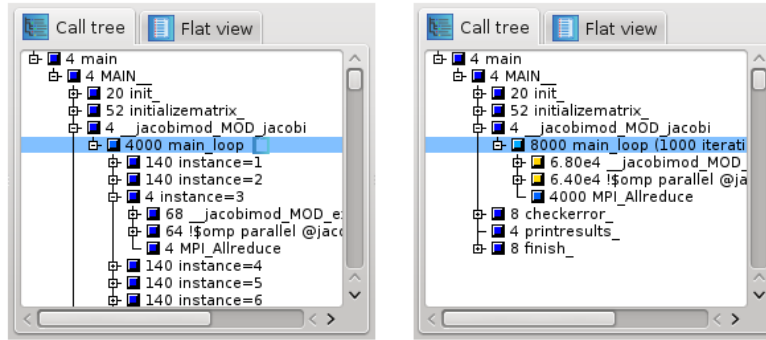 Call tree Flat view
4 main
4 MAIN__
20 init_
52 initializematrix_
4 __jacobimod_MOD_jacobi
4000 main_loop
140 instance=1
140 instance=2
4 instance=3
68 __jacobimod_MOD_e
64 !$omp parallel @jaco
4 MPI_Allreduce
140 instance=4
140 instance=5
140 instance=6
Call tree Flat view
4 main
4 MAIN__
20 init_
52 initializematrix_
4 __jacobimod_MOD_jacobi
8000 main_loop (1000 iterati
6.80e4 __jacobimod_MOD_
6.40e4 !$omp parallel @ja
4000 MPI_Allreduce
8 checkerror_
4 printresults_
8 finish_